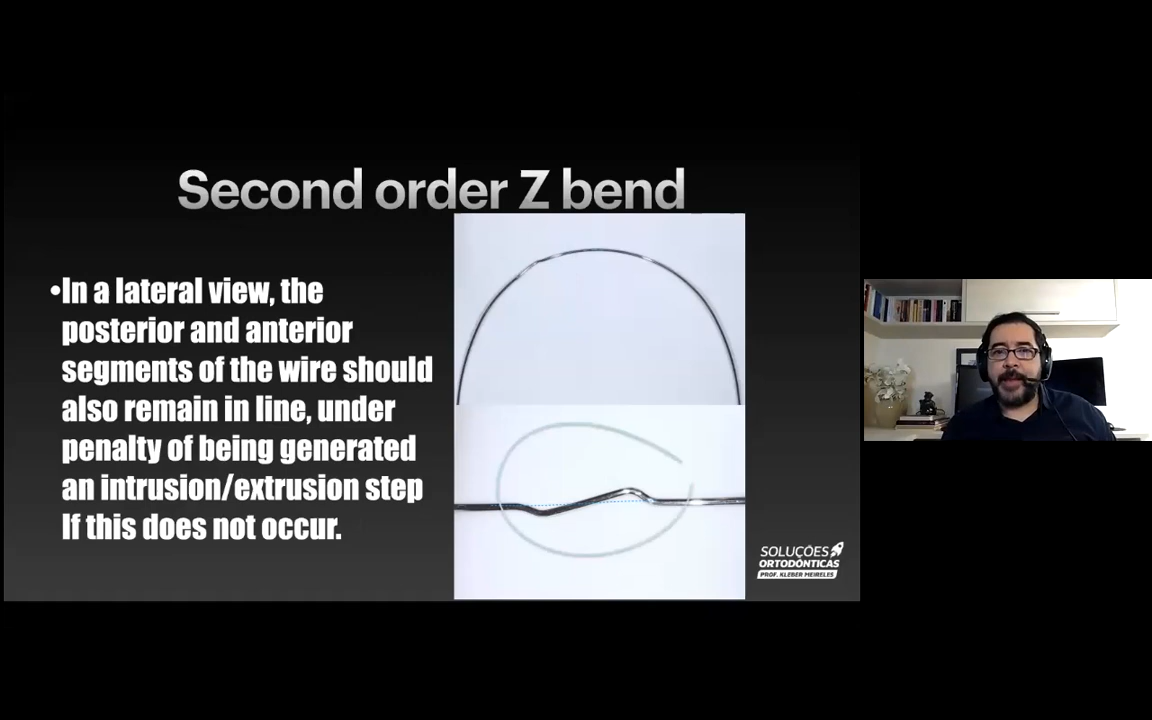 Second order Z bend
•In a lateral view, the
posterior and anterior
segments of the wire should
also remain in line, under
penalty of being generated
an intrusion/extrusion step
If this does not occur.
SOLUÇÕES
ORTODÔNTICAS
PROF. KLEBER MEIRELES